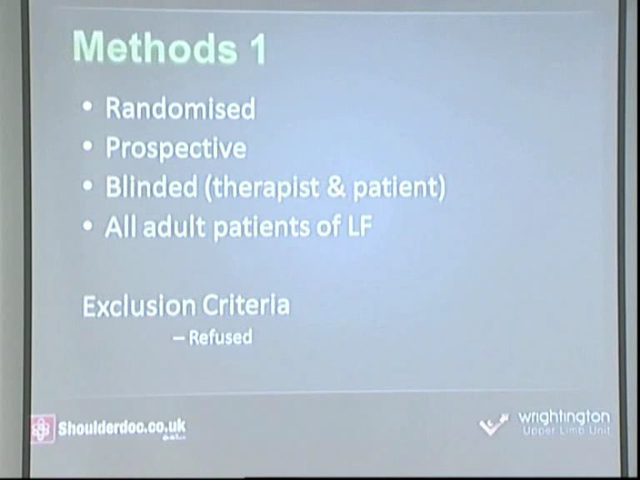 Methods 1
• Randomised
• Prospective
• Blinded (therapist & patient)
• All adult patients of LF
Exclusion Criteria
– Refused
Shoulderdoc.co.uk
wrightington
Upper Limb Unit